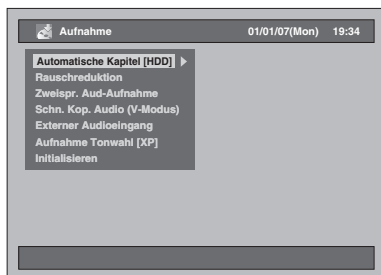 Aufnahme 01/01/07(Mon) 19:34
Automatische Kapitel [HDD]
Rauschreduktion
Zweispr. Aud-Aufnahme
Schn. Kop. Audio (V-Modus)
Externer Audioeingang
Aufnahme Tonwahl [XP]
Initialisieren